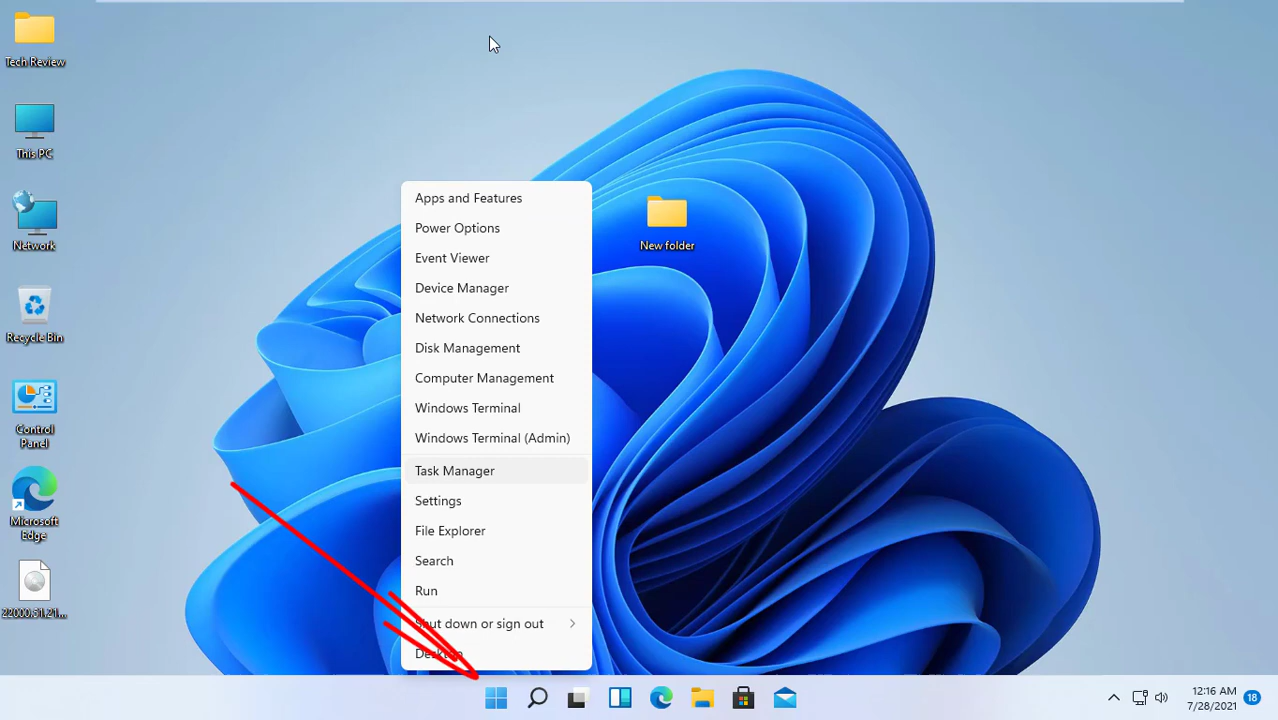 Tech Review
This PC
Network
Recycle Bin
Control
Panel
Microsoft
Edge
22000.51.21...
New folder
Apps and Features
Power Options
Event Viewer
Device Manager
Network Connections
Disk Management
Computer Management
Windows Terminal
Windows Terminal (Admin)
Task Manager
Settings
File Explorer
Search
Run
Shut down or sign out
Desktop
12:16 AM
7/28/2021
18